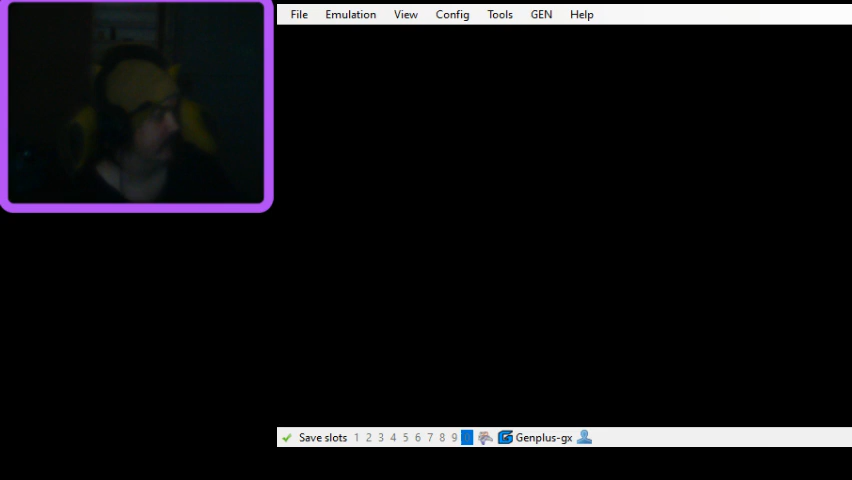 File Emulation View Config Tools GEN Help
Save slots 1 2 3 4 5 6 7 8 9 Genplus-gx